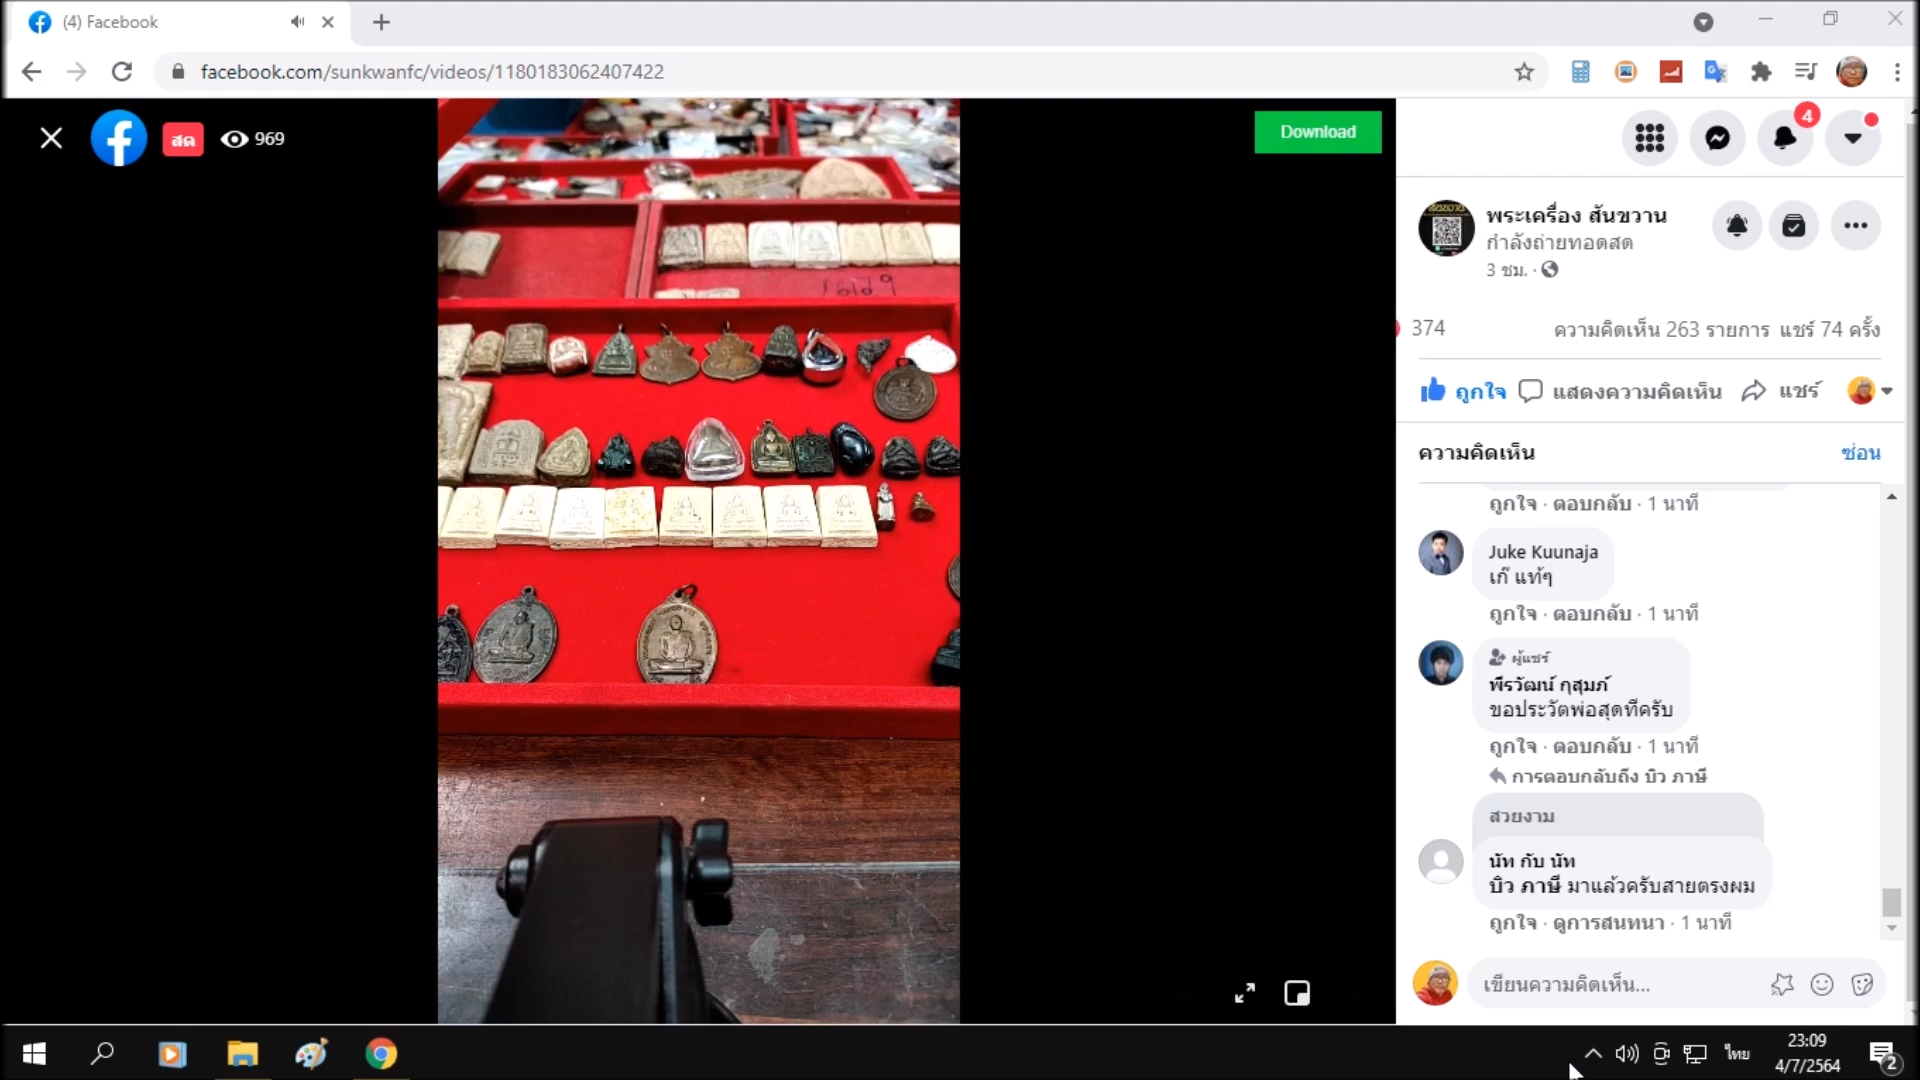 (4) Facebook
facebook.com/sunkwanfc/videos/1180183062407422
สด
969
Download
4
พระเครื่อง สันขวาน
กำลังถ่ายทอดสด
3 ชม. ·
374
ความคิดเห็น 263 รายการ แชร์ 74 ครั้ง
ถูกใจ
แสดงความคิดเห็น
แชร์
ความคิดเห็น
ซ่อน
ถูกใจ · ตอบกลับ · 1 นาที
Juke Kuunaja
เก๊ แท้ๆ
ถูกใจ · ตอบกลับ · 1 นาที
ผู้แชร์
พีรวัฒน์ กุสุมภ์
ขอประวัตพ่อสุดทีครับ
ถูกใจ · ตอบกลับ · 1 นาที
การตอบกลับถึง บิว ภาษี
สวยงาม
นัท กับ นัท
บิว ภาษี มาแล้วครับสายตรงผม
ถูกใจ · ดูการสนทนา · 1 นาที
เขียนความคิดเห็น...
ไทย
23:09
4/7/2564
2